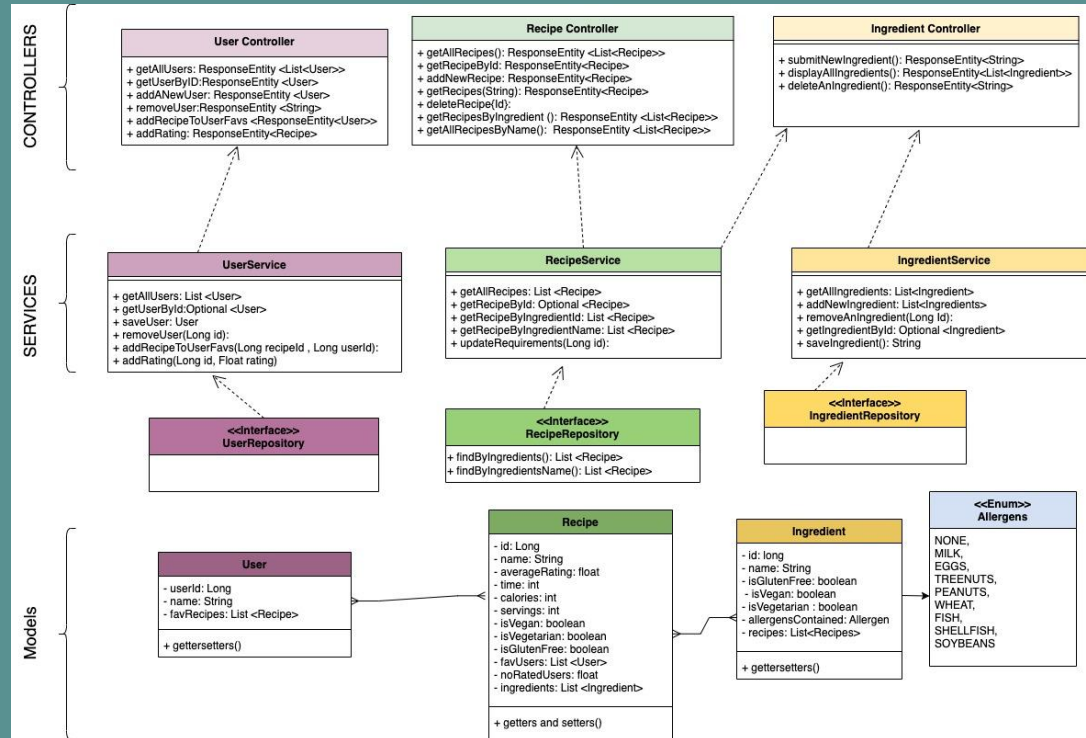 CONTROLLERS
User Controller
+ getAllUsers: ResponseEntity <List<User>>
+ getUserByID:ResponseEntity <User>
+ addANewUser: ResponseEntity <User>
+ removeUser:ResponseEntity <String>
+ addRecipeToUserFavs <ResponseEntity<User>>
+ addRating: ResponseEntity<Recipe>
Recipe Controller
+ getAllRecipes(): ResponseEntity <List<Recipe>>
+ getRecipeById: ResponseEntity<Recipe>
+ addNewRecipe: ResponseEntity<Recipe>
+ getRecipes(String): ResponseEntity<Recipe>
+ deleteRecipe{Id}:
+ getRecipesByIngredient (): ResponseEntity <List<Recipe>>
+ getAllRecipesByName(): ResponseEntity <List<Recipe>>
Ingredient Controller
+ submitNewIngredient(): ResponseEntity<String>
+ displayAllIngredients(): ResponseEntity<List<Ingredient>>
+ deleteAnIngredient(): ResponseEntity<String>
SERVICES
UserService
+ getAllUsers: List <User>
+ getUserById:Optional <User>
+ saveUser: User
+ removeUser(Long id):
+ addRecipeToUserFavs(Long recipeId , Long userId):
+ addRating(Long id, Float rating)
RecipeService
+ getAllRecipes: List <Recipe>
+ getRecipeById: Optional <Recipe>
+ getRecipeByIngredientId: List <Recipe>
+ getRecipeByIngredientName: List <Recipe>
+ updateRequirements(Long id):
IngredientService
+ getAllIngredients: List<Ingredient>
+ addNewIngredient: List<Ingredients>
+ removeAnIngredient(Long Id):
+ getIngredientById: Optional <Ingredient>
+ saveIngredient(): String
<<Interface>>
UserRepository
<<Interface>>
RecipeRepository
+ findByIngredients(): List <Recipe>
+ findByIngredientsName(): List <Recipe>
<<Interface>>
IngredientRepository
Models
User
- userId: Long
- name: String
- favRecipes: List <Recipe>
+ gettersetters()
Recipe
- id: Long
- name: String
- averageRating: float
- time: int
- calories: int
- servings: int
- isVegan: boolean
- isVegetarian: boolean
- isGlutenFree: boolean
- favUsers: List <User>
- noRatedUsers: float
- ingredients: List <Ingredient>
+ getters and setters()
Ingredient
- id: long
- name: String
- isGlutenFree: boolean
- isVegan: boolean
- isVegetarian : boolean
- allergensContained: Allergen
- recipes: List<Recipes>
+ gettersetters()
<<Enum>>
Allergens
NONE,
MILK,
EGGS,
TREENUTS,
PEANUTS,
WHEAT,
FISH,
SHELLFISH,
SOYBEANS